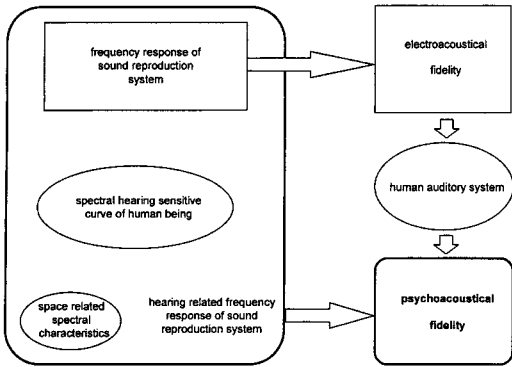 frequency response of
sound reproduction
system
electroacoustical
fidelity
spectral hearing sensitive
curve of human being
human auditory system
space related
spectral
characteristics
hearing related frequency
response of sound
reproduction system
psychoacoustical
fidelity